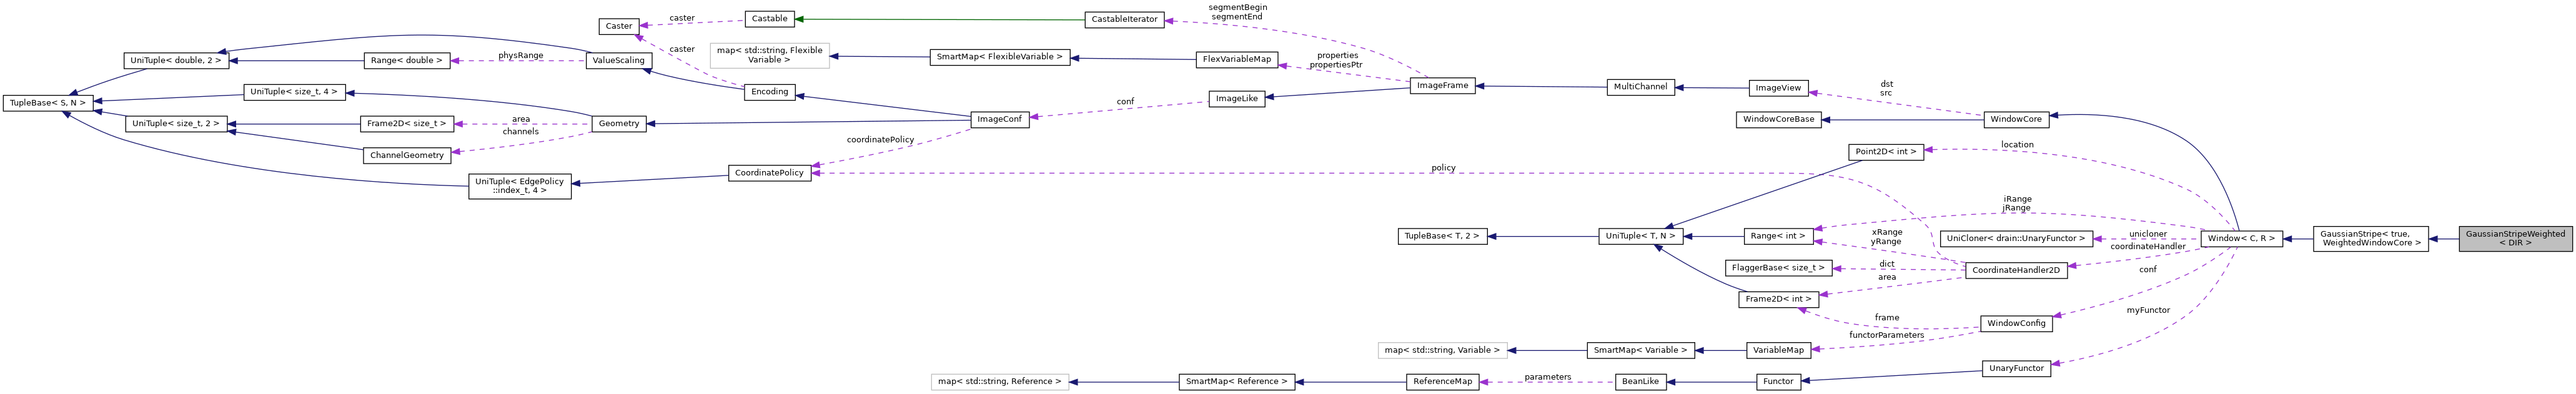 segmentBegin
segmentEnd
caster
Castable
CastableIterator
Caster
caster
map< std::string, Flexible
Variable >
SmartMap< FlexibleVariable >
FlexVariableMap
properties
propertiesPtr
UniTuple< double, 2 >
Range< double >
physRange
ValueScaling
Encoding
ImageFrame
MultiChannel
ImageView
dst
src
UniTuple< size_t, 4 >
TupleBase< S, N >
conf
ImageLike
UniTuple< size_t, 2 >
Frame2D< size_t >
area
channels
Geometry
ImageConf
WindowCoreBase
WindowCore
ChannelGeometry
coordinatePolicy
Point2D< int >
location
UniTuple< EdgePolicy
::index_t, 4 >
CoordinatePolicy
policy
iRange
jRange
TupleBase< T, 2 >
UniTuple< T, N >
Range< int >
xRange
yRange
UniCloner< drain::UnaryFunctor >
unicloner
coordinateHandler
Window< C, R >
GaussianStripe< true,
WeightedWindowCore >
GaussianStripeWeighted
< DIR >
FlaggerBase< size_t >
dict
area
CoordinateHandler2D
conf
Frame2D< int >
frame
functorParameters
WindowConfig
myFunctor
map< std::string, Variable >
SmartMap< Variable >
VariableMap
map< std::string, Reference >
SmartMap< Reference >
ReferenceMap
parameters
BeanLike
Functor
UnaryFunctor